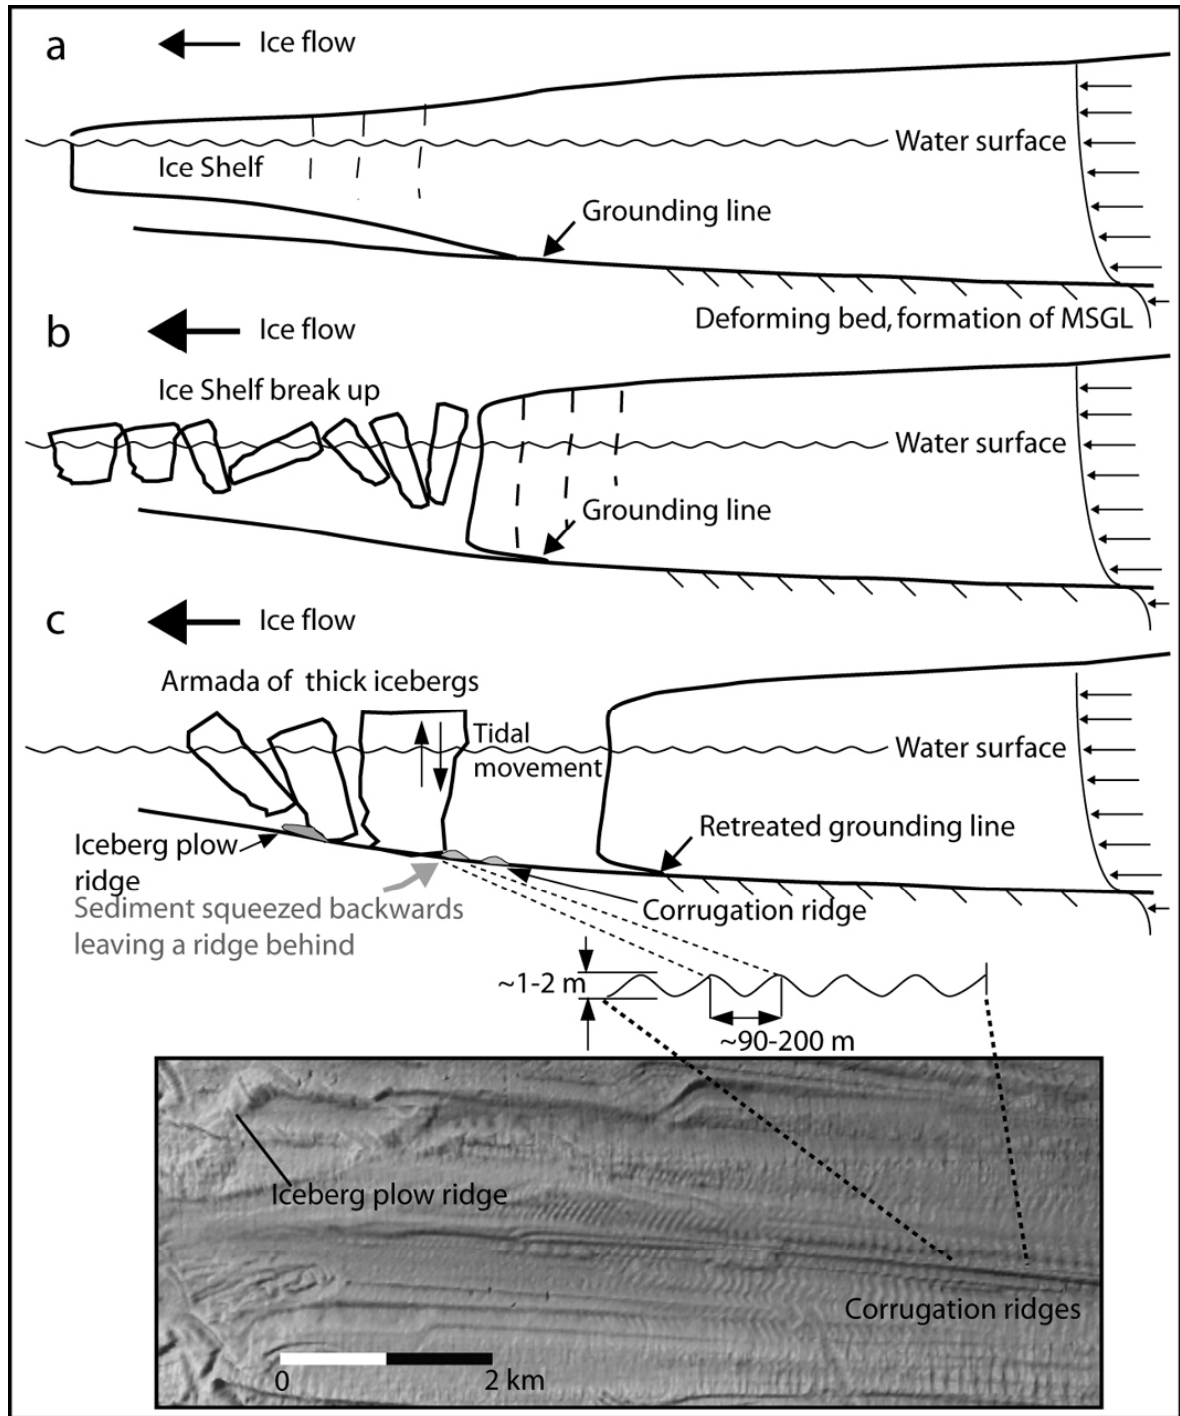 a
Ice flow
Water surface
Ice Shelf
Grounding line
Deforming bed, formation of MSGL
b
Ice flow
Ice Shelf break up
Water surface
Grounding line
c
Ice flow
Armada of thick icebergs
Tidal
movement
Water surface
Retreated grounding line
Iceberg plow
ridge
Sediment squeezed backwards
leaving a ridge behind
Corrugation ridge
~1-2 m
~90-200 m
Iceberg plow ridge
Corrugation ridges
0 2 km